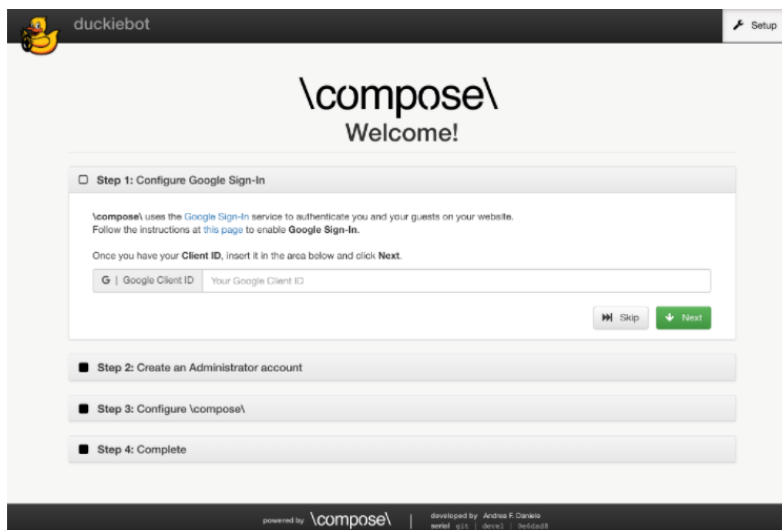 duckiebot
Setup
\compose\
Welcome!
Step 1: Configure Google Sign-In
\compose\ uses the Google Sign-In service to authenticate you and your guests on your website.
Follow the instructions at this page to enable Google Sign-In.
Once you have your Client ID, insert it in the area below and click Next.
G | Google Client ID Your Google Client ID
Skip Next
Step 2: Create an Administrator account
Step 3: Configure \compose\
Step 4: Complete
powered by \compose\ | developed by Andrea F. Daniele
serial git | devel | 9e6dad8